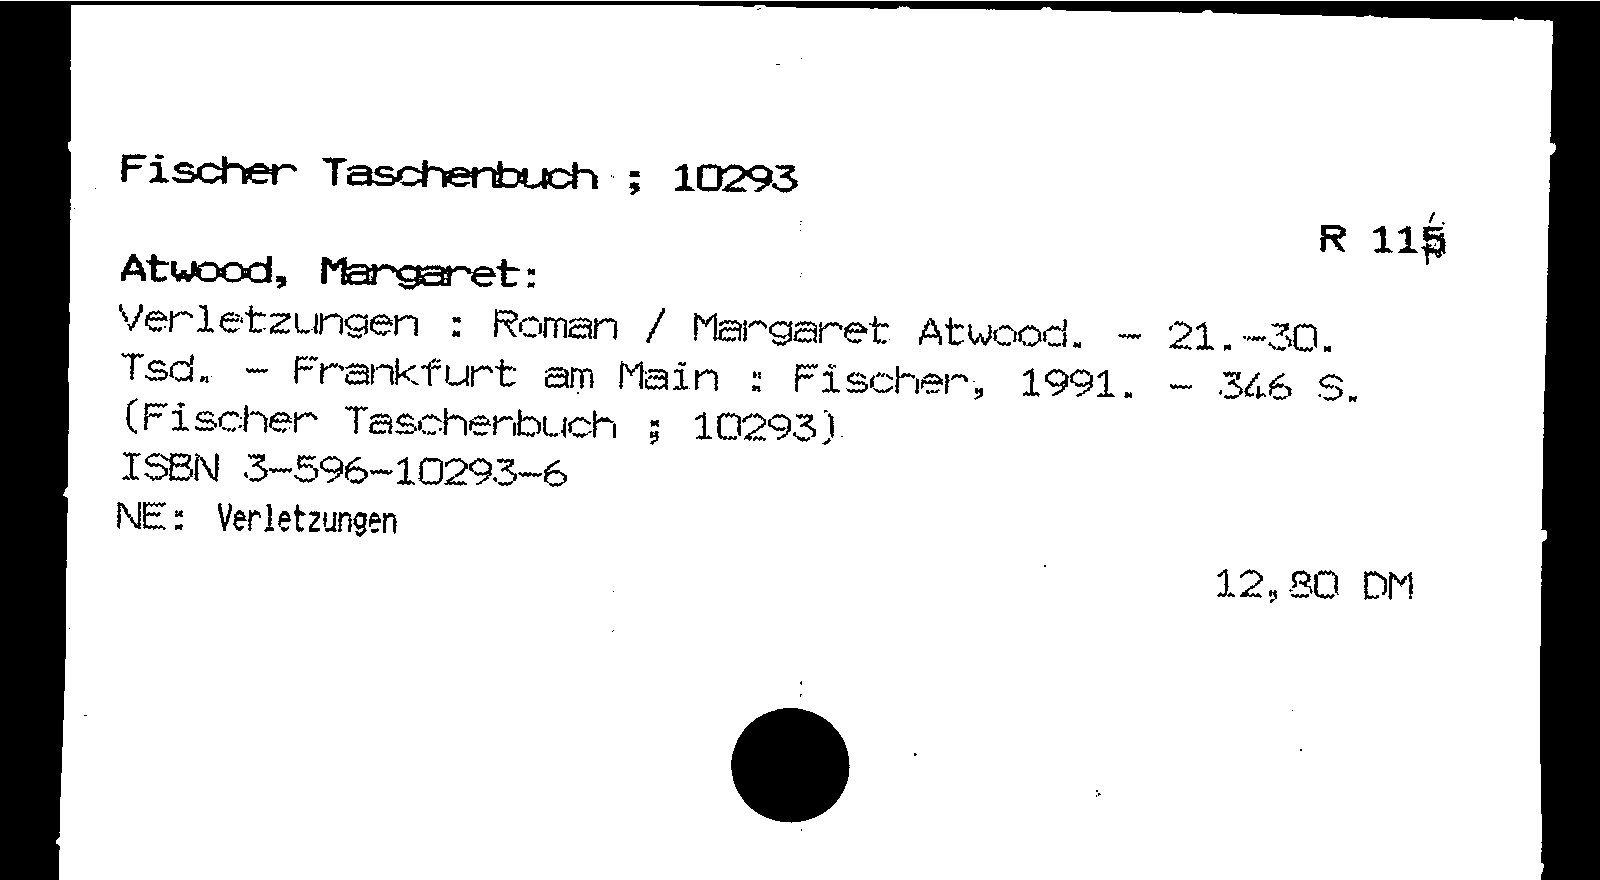 Fischer Taschenbuch ; 10293
R 115
Atwood, Margaret:
Verletzungen : Roman / Margaret Atwood. - 21.-30.
Tsd. - Frankfurt am Main : Fischer, 1991. - 346 S.
(Fischer Taschenbuch ; 10293)
ISBN 3-596-10293-6
NE: Verletzungen
12,80 DM